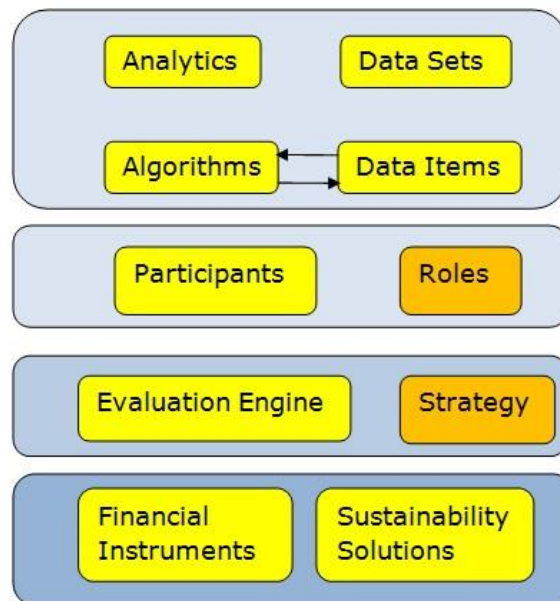 Analytics
Data Sets
Algorithms
Data Items
Participants
Roles
Evaluation Engine
Strategy
Financial
Instruments
Sustainability
Solutions